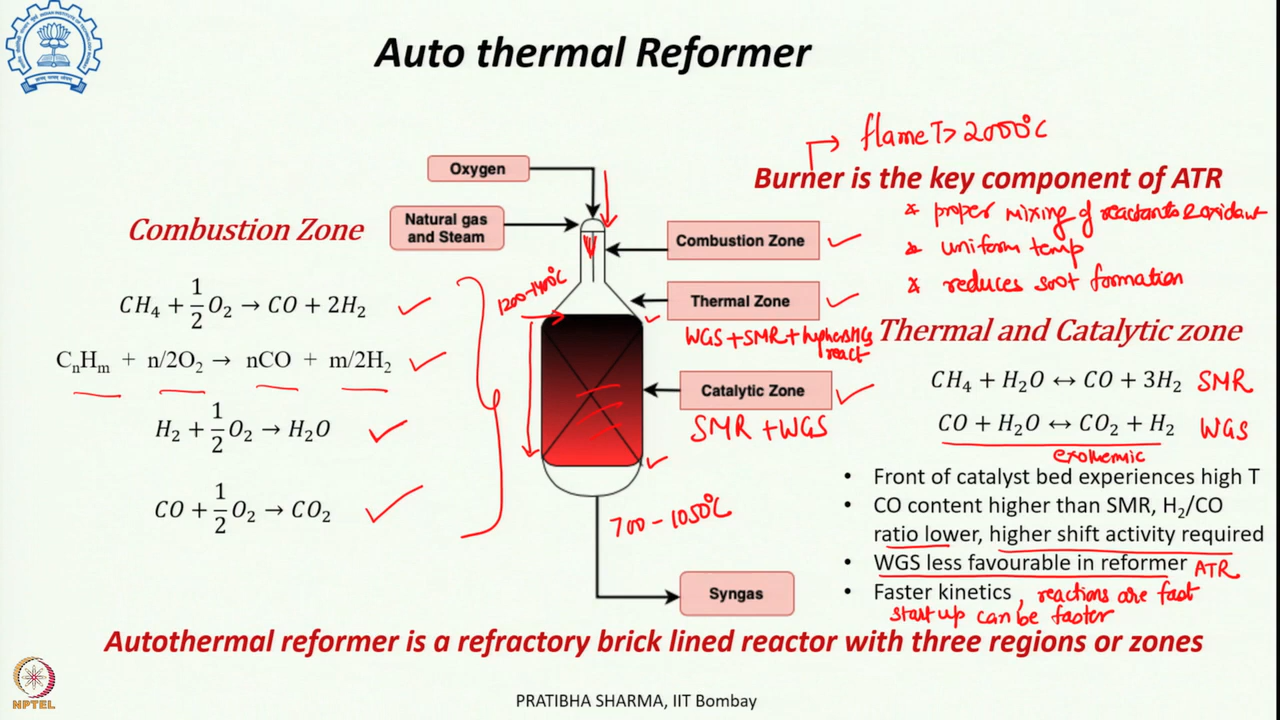 Auto thermal Reformer
flame T > 2000°C
Burner is the key component of ATR
* proper mixing of reactants & oxidant
* uniform temp
* reduces soot formation
Oxygen
Natural gas
and Steam
Combustion Zone
Thermal Zone
WGS + SMR + higher HCs
react
Catalytic Zone
SMR + WGS
1200-1400°C
700 - 1050°C
Syngas
Combustion Zone
CH₄ + 1/2 O₂ → CO + 2H₂
CₙHₘ + n/2O₂ → nCO + m/2H₂
H₂ + 1/2 O₂ → H₂O
CO + 1/2 O₂ → CO₂
Thermal and Catalytic zone
CH₄ + H₂O ↔ CO + 3H₂ SMR
CO + H₂O ↔ CO₂ + H₂ WGS
exothermic
• Front of catalyst bed experiences high T
• CO content higher than SMR, H₂/CO
ratio lower, higher shift activity required
• WGS less favourable in reformer ATR
• Faster kinetics, reactions are fast
start up can be faster
Autothermal reformer is a refractory brick lined reactor with three regions or zones
NPTEL
PRATIBHA SHARMA, IIT Bombay